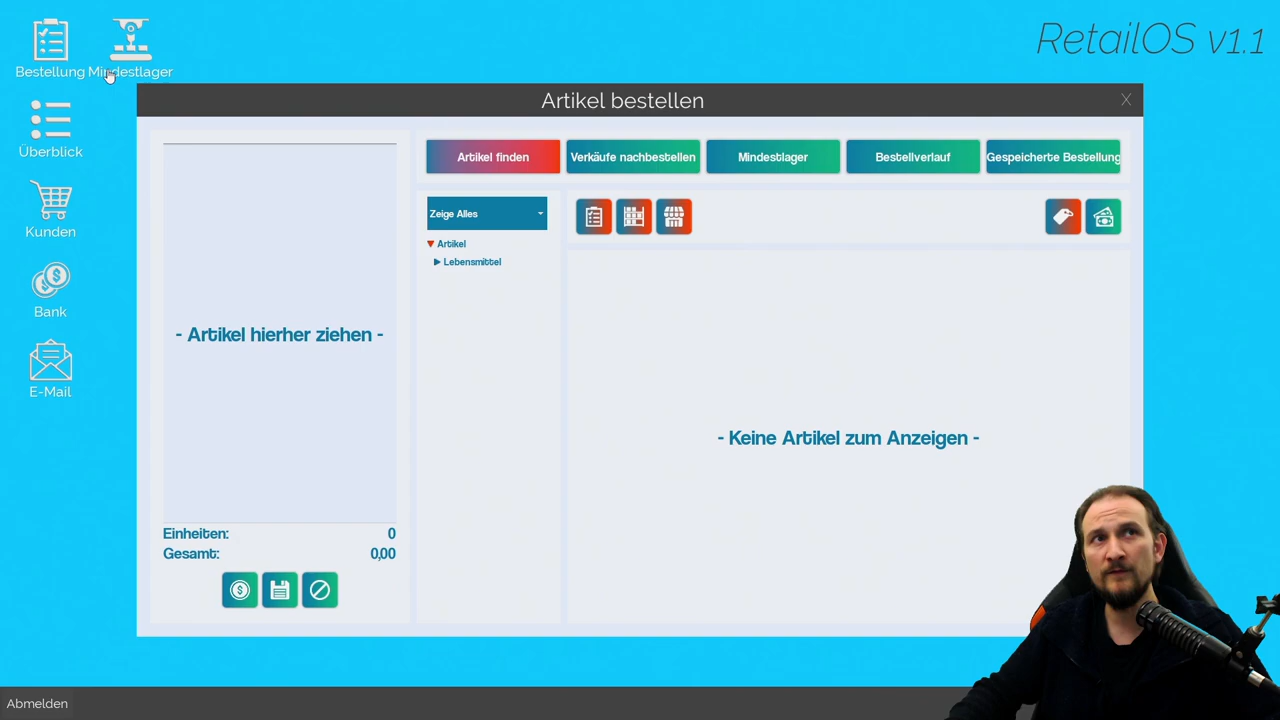 RetailOS v1.1
Bestellung
Mindestlager
Überblick
Kunden
Bank
E-Mail
Artikel bestellen
X
Artikel finden
Verkäufe nachbestellen
Mindestlager
Bestellverlauf
Gespeicherte Bestellung
- Artikel hierher ziehen -
Einheiten: 0
Gesamt: 0,00
Zeige Alles
Artikel
Lebensmittel
- Keine Artikel zum Anzeigen -
Abmelden